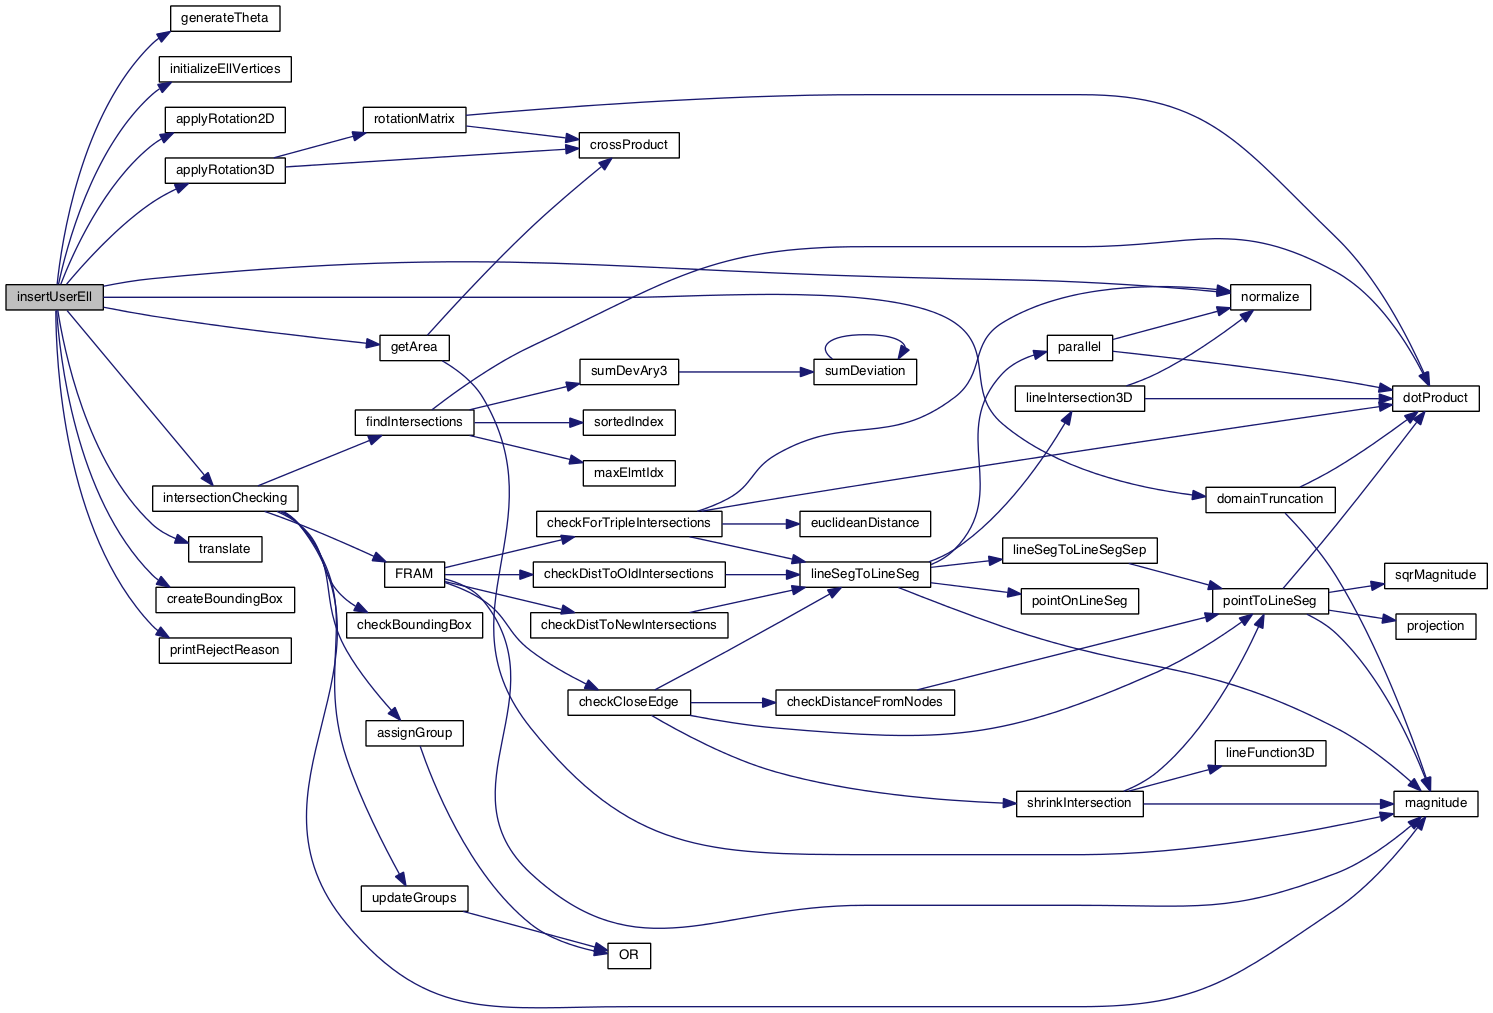 generateTheta
initializeEllVertices
applyRotation2D
rotationMatrix
crossProduct
applyRotation3D
insertUserEll
normalize
getArea
parallel
sumDevAry3
sumDeviation
lineIntersection3D
dotProduct
findIntersections
sortedIndex
maxElmtIdx
intersectionChecking
domainTruncation
checkForTripleIntersections
euclideanDistance
translate
lineSegToLineSegSep
FRAM
checkDistToOldIntersections
lineSegToLineSeg
sqrMagnitude
createBoundingBox
pointOnLineSeg
pointToLineSeg
checkBoundingBox
checkDistToNewIntersections
projection
printRejectReason
checkCloseEdge
checkDistanceFromNodes
assignGroup
lineFunction3D
shrinkIntersection
magnitude
updateGroups
OR